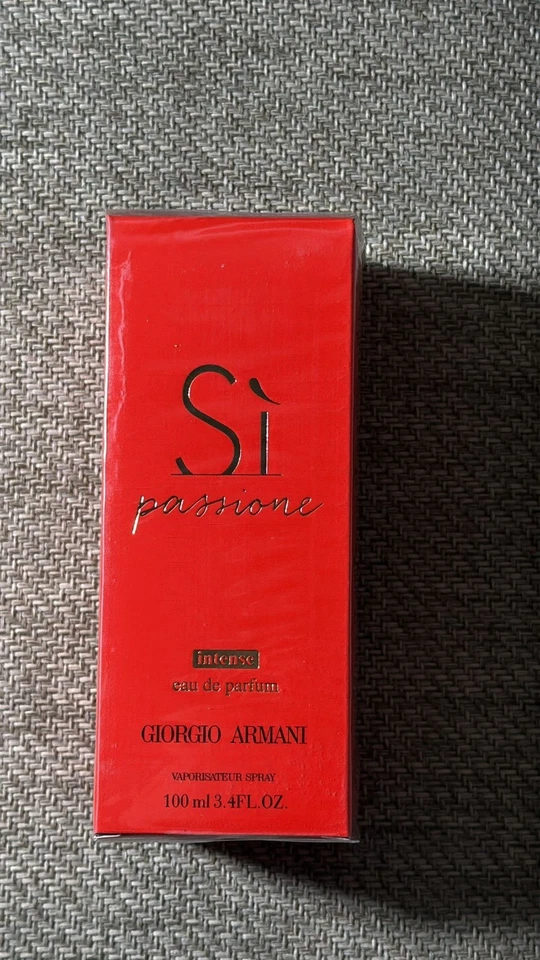 Sì
passione
intense
eau de parfum
GIORGIO ARMANI
VAPORISATEUR SPRAY
100 ml 3.4FL.OZ.